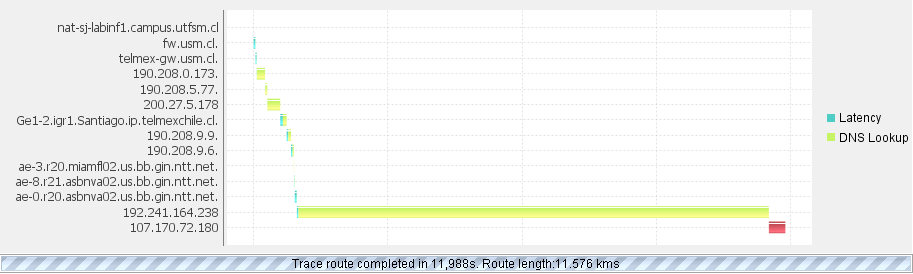 nat-sj-labinf1.campus.utfsm.cl
fw.usm.cl.
telmex-gw.usm.cl.
190.208.0.173.
190.208.5.77.
200.27.5.178
Ge1-2.igr1.Santiago.ip.telmexchile.cl.
190.208.9.9.
190.208.9.6.
ae-3.r20.miamfl02.us.bb.gin.ntt.net.
ae-8.r21.asbnva02.us.bb.gin.ntt.net.
ae-0.r20.asbnva02.us.bb.gin.ntt.net.
192.241.164.238
107.170.72.180
Latency
DNS Lookup
Trace route completed in 11,988s. Route length:11.576 kms